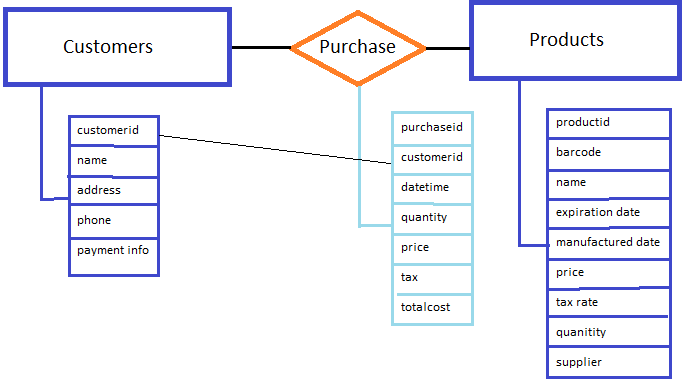 Customers
Purchase
Products
customerid
name
address
phone
payment info
purchaseid
customerid
datetime
quantity
price
tax
totalcost
productid
barcode
name
expiration date
manufactured date
price
tax rate
quanitity
supplier